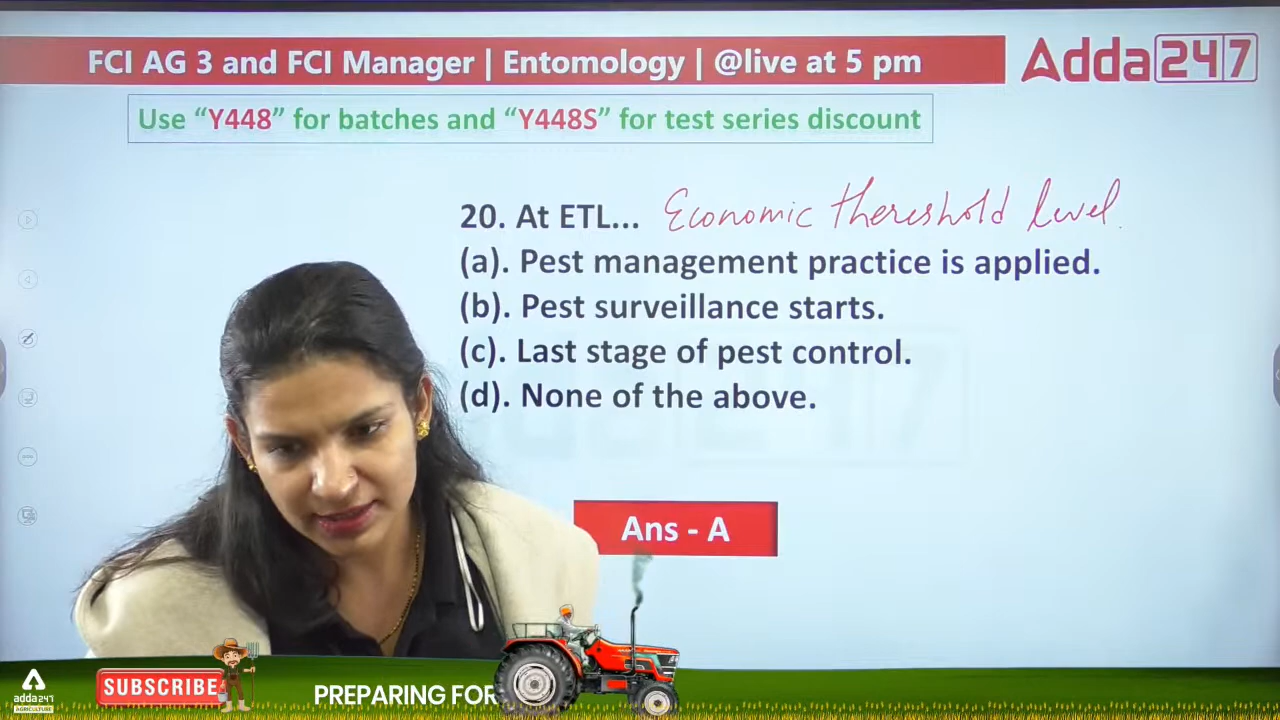 FCI AG 3 and FCI Manager | Entomology | @live at 5 pm
Adda247
Use “Y448” for batches and “Y448S” for test series discount
20. At ETL... Economic thereshold level.
(a). Pest management practice is applied.
(b). Pest surveillance starts.
(c). Last stage of pest control.
(d). None of the above.
Ans - A
adda247
AGRICULTURE
SUBSCRIBE
PREPARING FOR